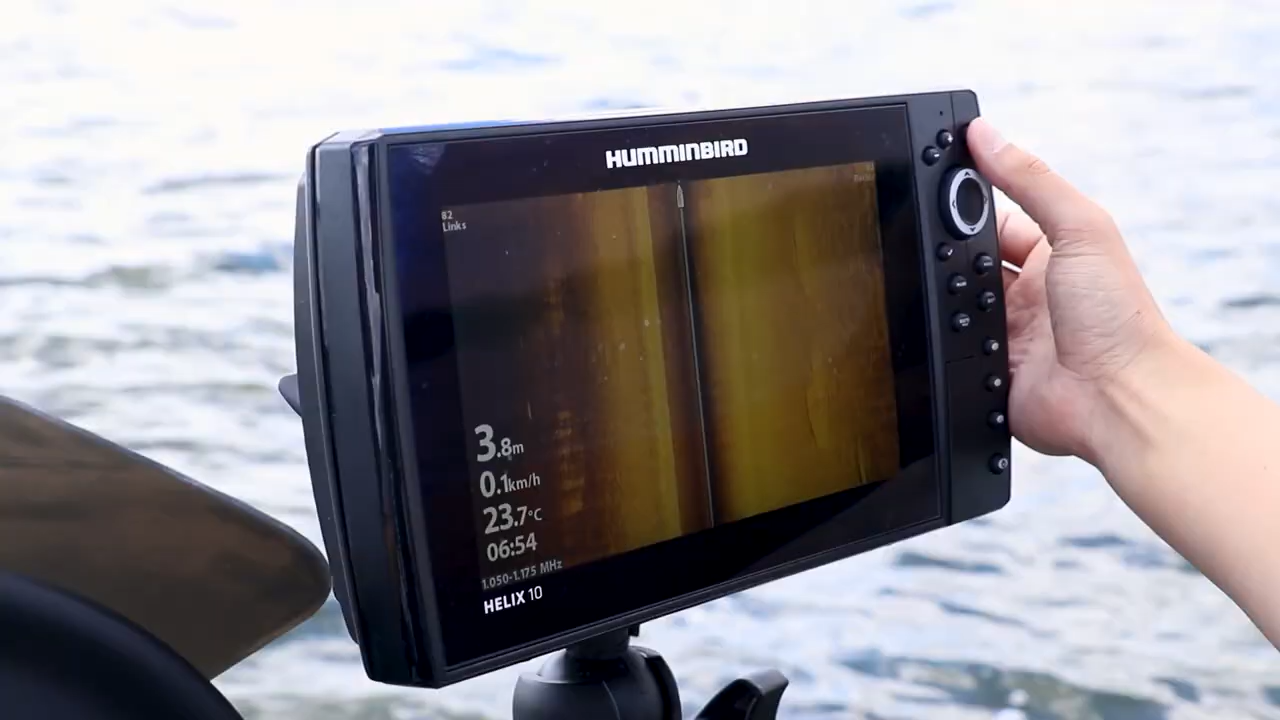 HUMMINBIRD
82
Links
3.8m
0.1km/h
23.7°C
06:54
1.050-1.175 MHz
HELIX 10